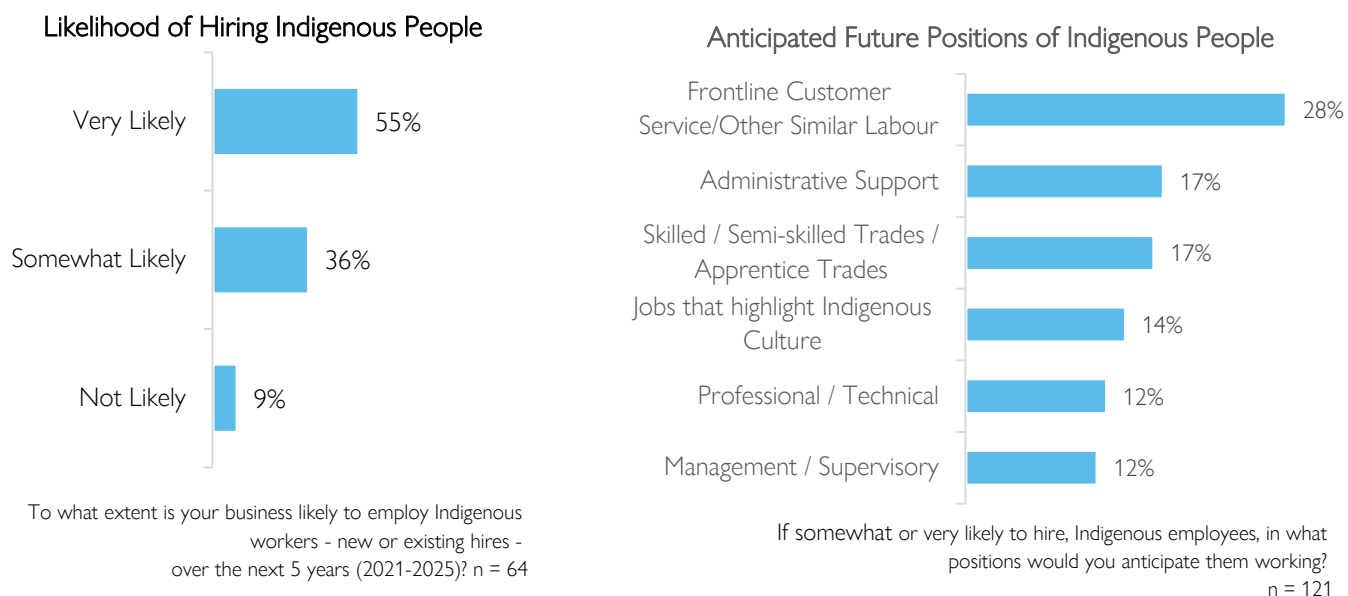 Likelihood of Hiring Indigenous People
Very Likely
55%
Somewhat Likely
36%
Not Likely
9%
To what extent is your business likely to employ Indigenous
workers - new or existing hires -
over the next 5 years (2021-2025)? n = 64
Anticipated Future Positions of Indigenous People
Frontline Customer
Service/Other Similar Labour
28%
Administrative Support
17%
Skilled / Semi-skilled Trades /
Apprentice Trades
17%
Jobs that highlight Indigenous
Culture
14%
Professional / Technical
12%
Management / Supervisory
12%
If somewhat or very likely to hire, Indigenous employees, in what
positions would you anticipate them working?
n = 121